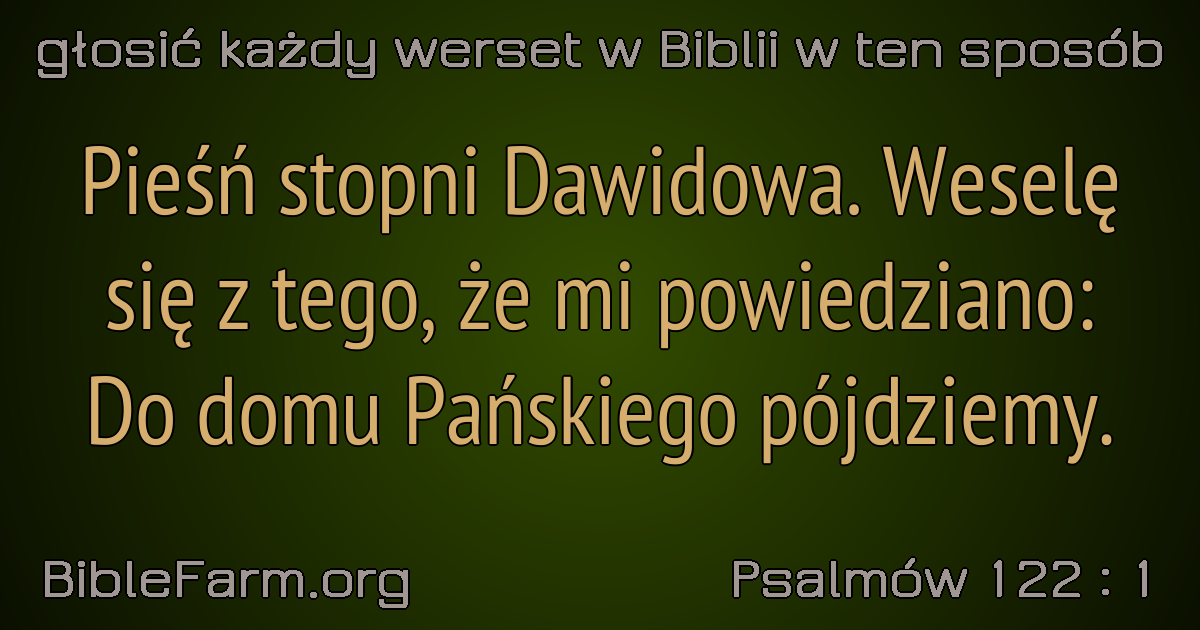 głosić każdy werset w Biblii w ten sposób
Pieśń stopni Dawidowa. Weselę
się z tego, że mi powiedziano:
Do domu Pańskiego pójdziemy.
BibleFarm.org
Psalmów 122 : 1